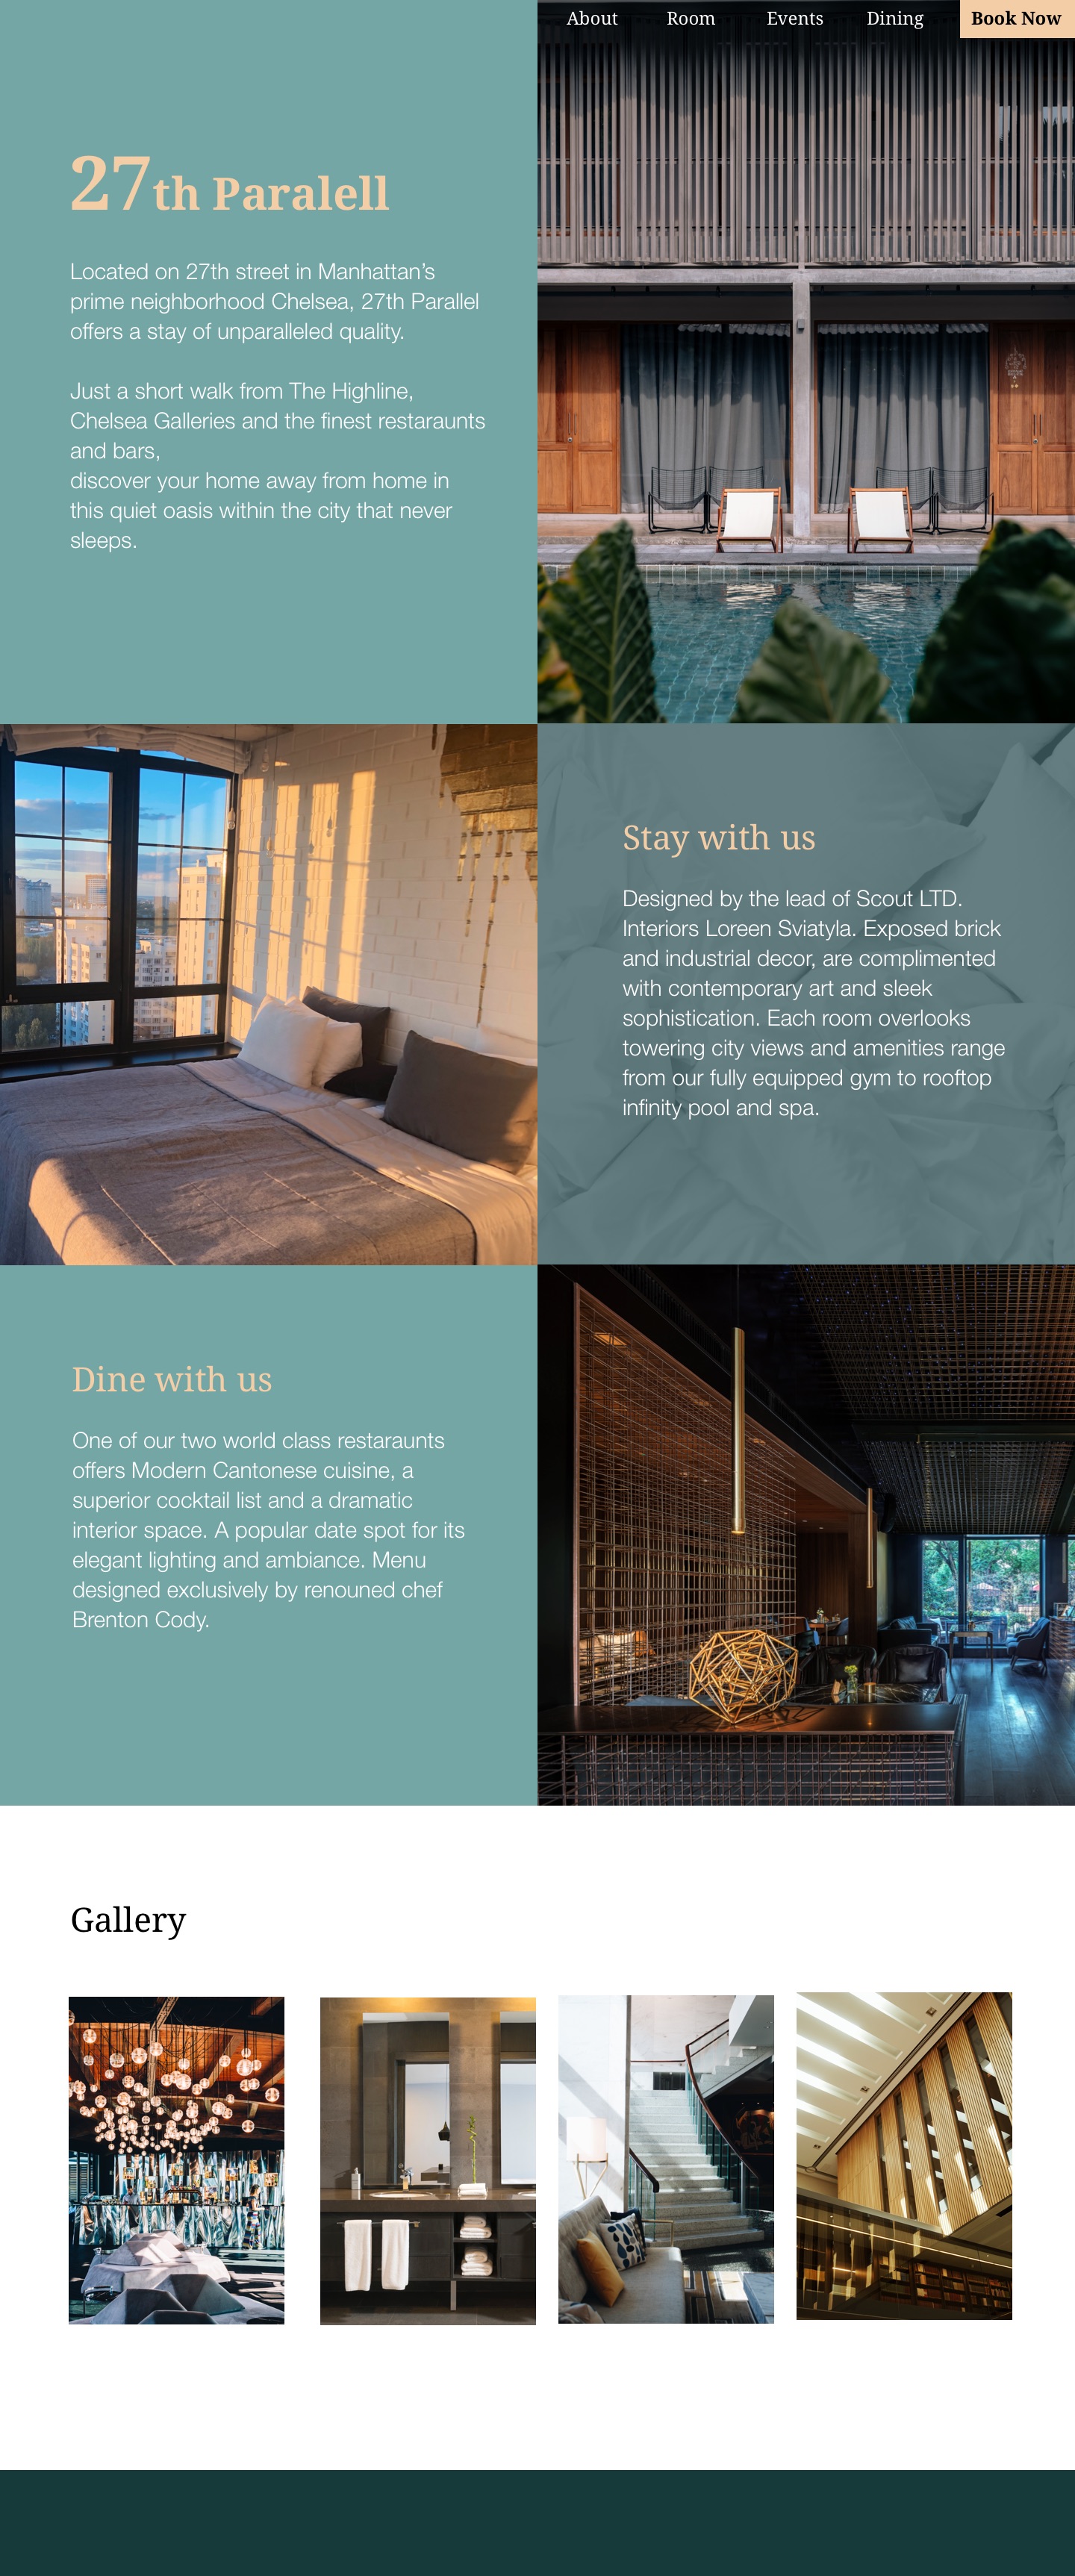 About Room Events Dining Book Now
27th Paralell
Located on 27th street in Manhattan’s
prime neighborhood Chelsea, 27th Parallel
offers a stay of unparalleled quality.
Just a short walk from The Highline,
Chelsea Galleries and the finest restaraunts
and bars,
discover your home away from home in
this quiet oasis within the city that never
sleeps.
Stay with us
Designed by the lead of Scout LTD.
Interiors Loreen Sviatyla. Exposed brick
and industrial decor, are complimented
with contemporary art and sleek
sophistication. Each room overlooks
towering city views and amenities range
from our fully equipped gym to rooftop
infinity pool and spa.
Dine with us
One of our two world class restaraunts
offers Modern Cantonese cuisine, a
superior cocktail list and a dramatic
interior space. A popular date spot for its
elegant lighting and ambiance. Menu
designed exclusively by renouned chef
Brenton Cody.
Gallery